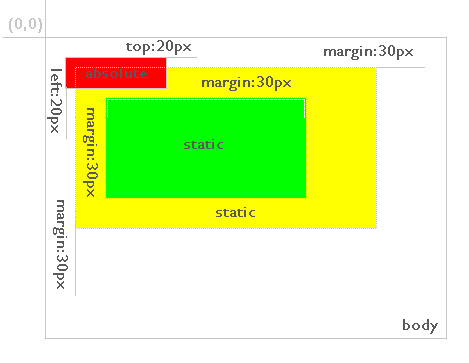 (0,0)
top:20px
margin:30px
left:20px
absolute
margin:30px
margin:30px
static
margin:30px
static
body